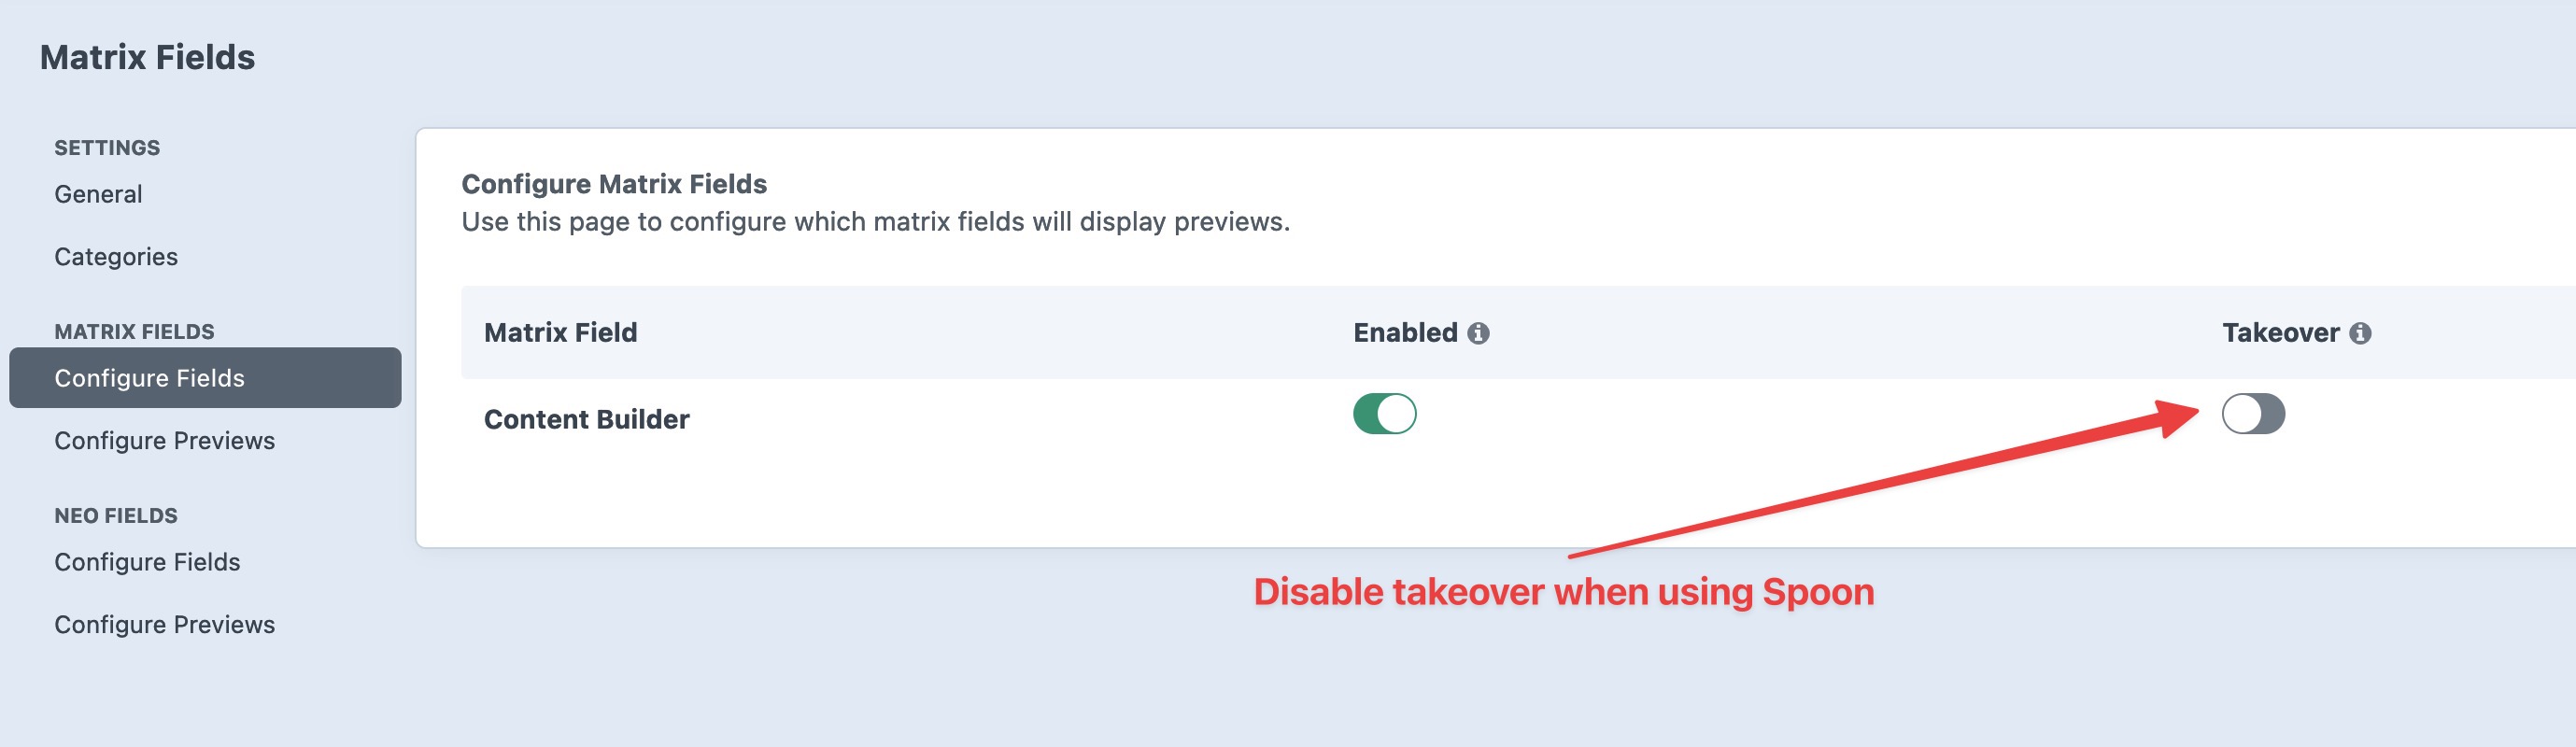 Matrix Fields
SETTINGS
General
Categories
MATRIX FIELDS
Configure Fields
Configure Previews
NEO FIELDS
Configure Fields
Configure Previews
Configure Matrix Fields
Use this page to configure which matrix fields will display previews.
Matrix Field Enabled Takeover
Content Builder
Disable takeover when using Spoon